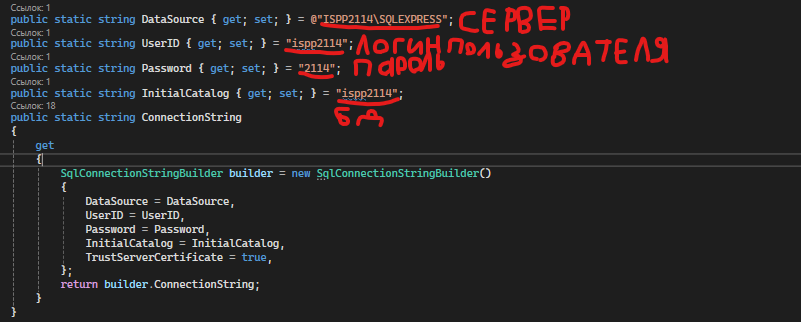 Ссылок: 1
public static string DataSource { get; set; } = @"ISPP2114\SQLEXPRESS"; СЕРВЕР
Ссылок: 1
public static string UserID { get; set; } = "ispp2114"; ЛОГИН ПОЛЬЗОВАТЕЛЯ
Ссылок: 1
public static string Password { get; set; } = "2114"; ПАРОЛЬ
Ссылок: 1
public static string InitialCatalog { get; set; } = "ispp2114";
Ссылок: 18
БД
public static string ConnectionString
{
get
{
SqlConnectionStringBuilder builder = new SqlConnectionStringBuilder()
{
DataSource = DataSource,
UserID = UserID,
Password = Password,
InitialCatalog = InitialCatalog,
TrustServerCertificate = true,
};
return builder.ConnectionString;
}
}